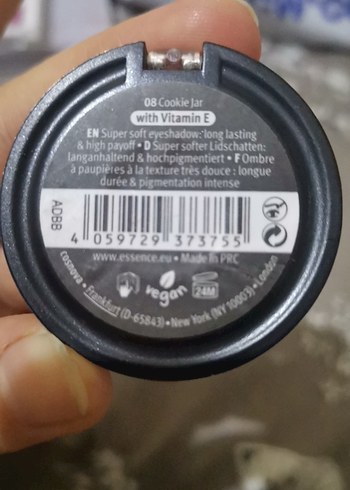 08 Cookie Jar
with Vitamin E
EN Super soft eyeshadow: long lasting
& high payoff • D Super softer Lidschatten:
langanhaltend & hochpigmentiert • F Ombre
à paupières à la texture très douce : longue
durée & pigmentation intense
ADBB
4 059729 373755
www.essence.eu • Made in PRC
vegan
24M
cosnova • Frankfurt (D-65843) • New York (NY 10003) • London